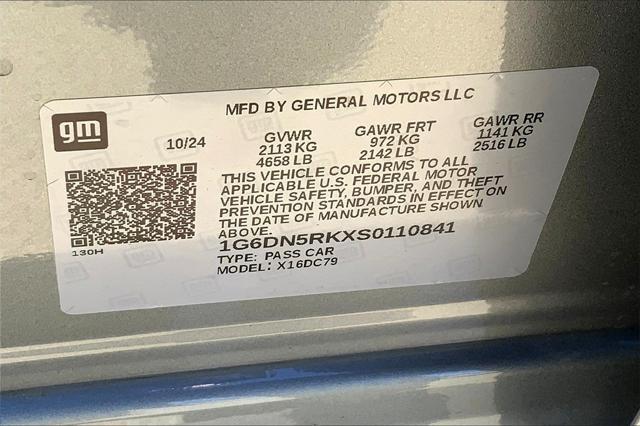 MFD BY GENERAL MOTORS LLC
gm
10/24
GVWR
2113 KG
4658 LB
GAWR FRT
972 KG
2142 LB
GAWR RR
1141 KG
2516 LB
THIS VEHICLE CONFORMS TO ALL
APPLICABLE U.S. FEDERAL MOTOR
VEHICLE SAFETY, BUMPER, AND THEFT
PREVENTION STANDARDS IN EFFECT ON
THE DATE OF MANUFACTURE SHOWN
ABOVE.
1G6DN5RKXS0110841
TYPE: PASS CAR
MODEL: X16DC79
130H